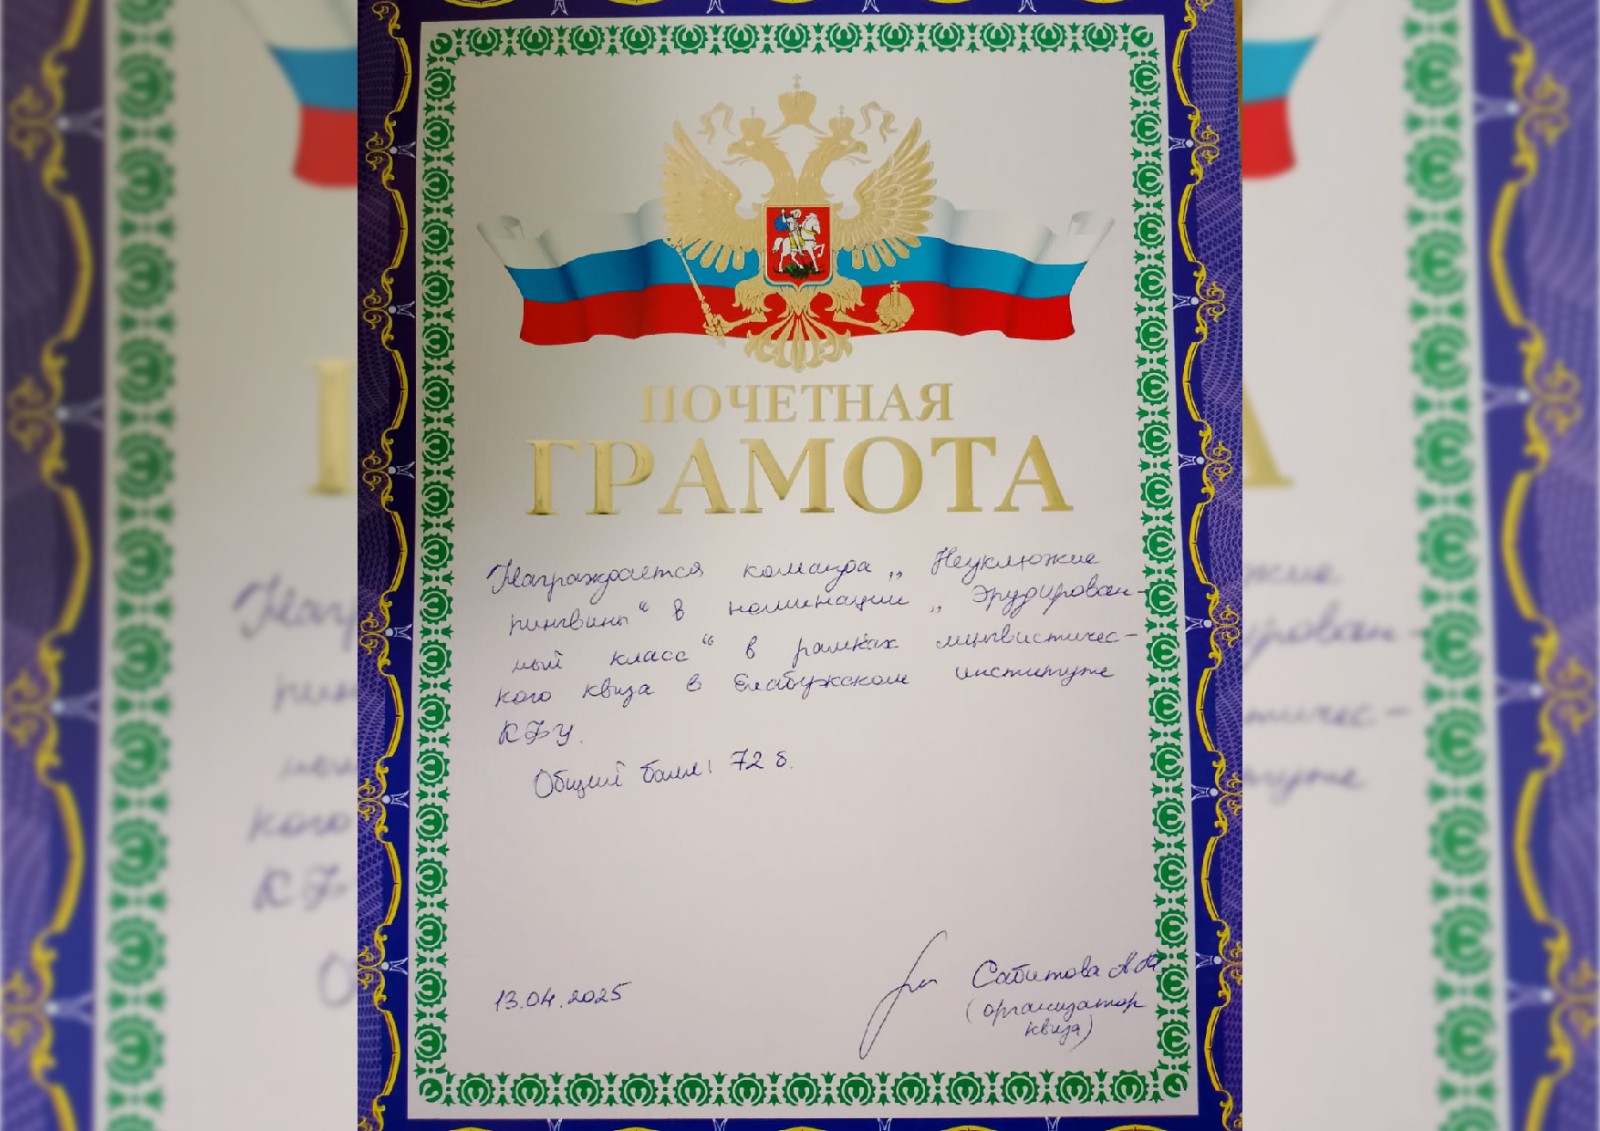 ПОЧЕТНАЯ
ГРАМОТА
Награждается команда „Неуклюжие
пингвины“ в номинации „Эрудирован-
ный класс“ в рамках лингвистичес-
кого квиза в Елабужском институте
КФУ.
Общий балл: 72 б.
13.04.2025
Сабитова А.
(организатор
квиза)